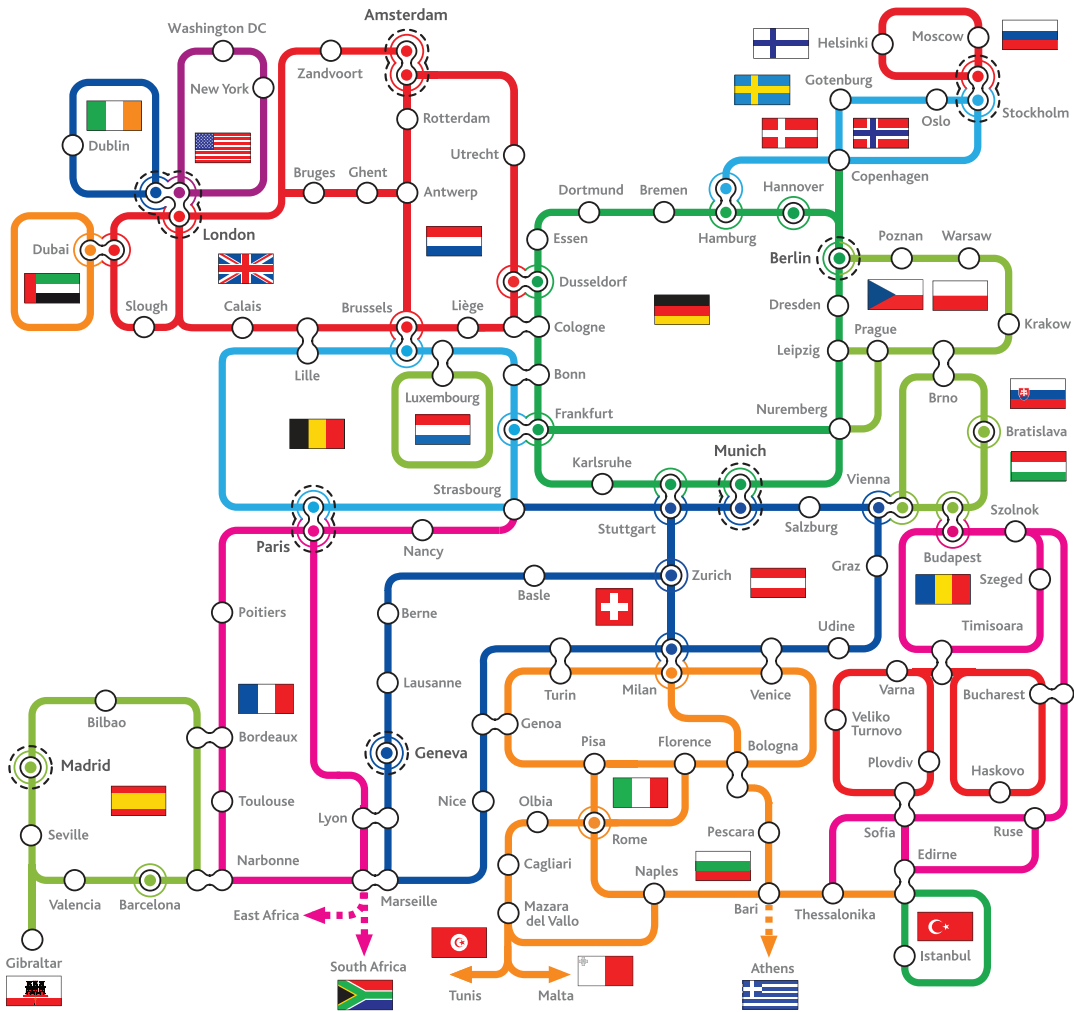 Amsterdam
Washington DC
Zandvoort
New York
Rotterdam
Dublin
Utrecht
Bruges
Ghent
Antwerp
London
Dubai
Slough
Calais
Brussels
Liège
Lille
Luxembourg
Helsinki
Moscow
Gotenburg
Oslo
Stockholm
Copenhagen
Dortmund
Bremen
Hannover
Hamburg
Essen
Berlin
Poznan
Warsaw
Dusseldorf
Dresden
Krakow
Cologne
Leipzig
Prague
Bonn
Brno
Frankfurt
Nuremberg
Bratislava
Karlsruhe
Munich
Vienna
Strasbourg
Stuttgart
Salzburg
Szolnok
Paris
Nancy
Budapest
Graz
Szeged
Basle
Zurich
Poitiers
Berne
Udine
Timisoara
Lausanne
Turin
Milan
Venice
Varna
Bucharest
Bilbao
Genoa
Veliko
Turnovo
Bordeaux
Pisa
Florence
Bologna
Geneva
Madrid
Plovdiv
Haskovo
Toulouse
Nice
Olbia
Lyon
Rome
Pescara
Sofia
Ruse
Seville
Narbonne
Cagliari
Naples
Edirne
Valencia
Barcelona
Marseille
Mazara
del Vallo
Bari
Thessalonika
East Africa
Istanbul
Gibraltar
South Africa
Tunis
Malta
Athens